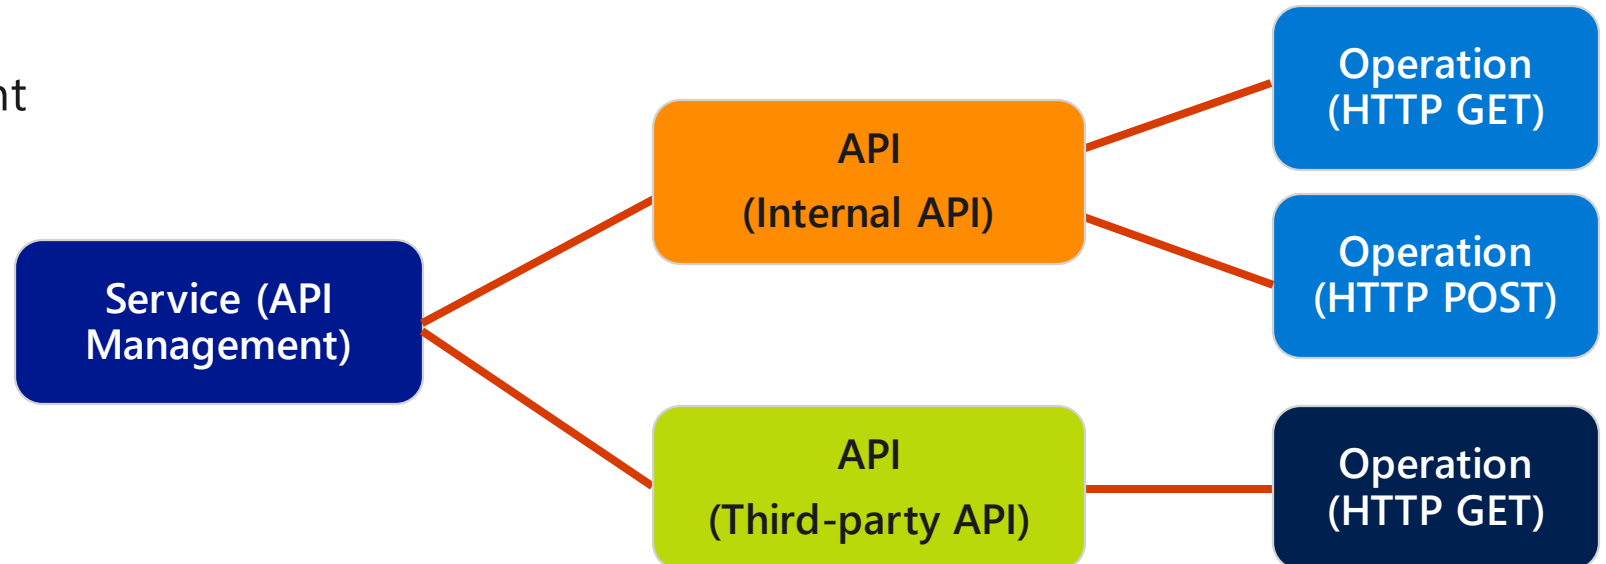 nt
Service (API
Management)
API
(Internal API)
API
(Third-party API)
Operation
(HTTP GET)
Operation
(HTTP POST)
Operation
(HTTP GET)